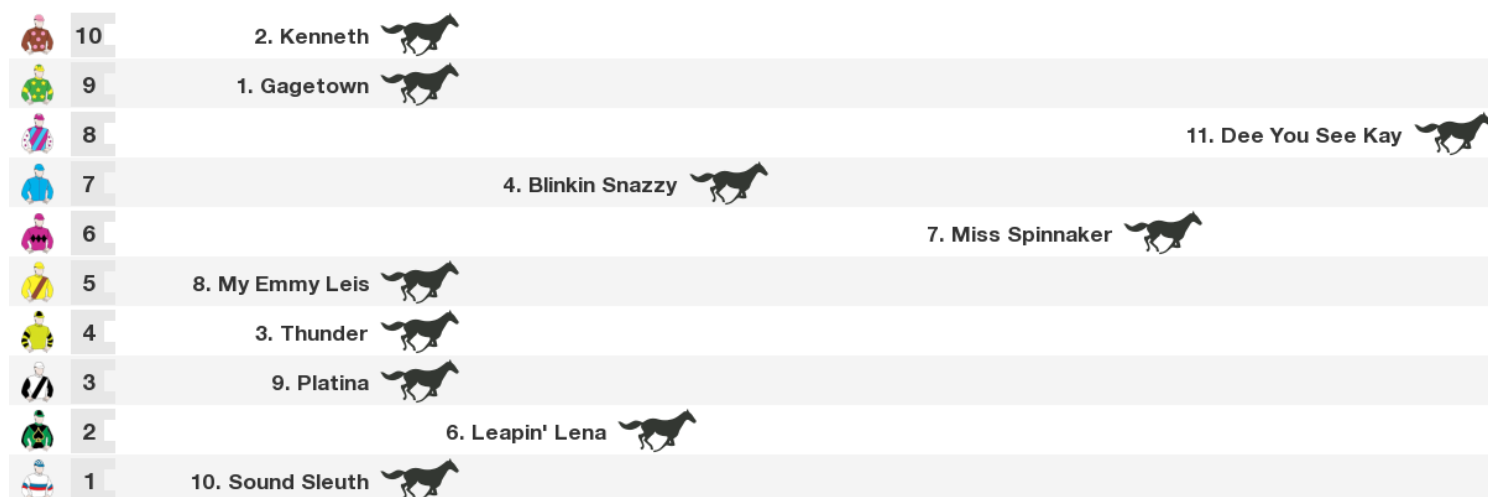 10 2. Kenneth
9 1. Gagetown
8 11. Dee You See Kay
7 4. Blinkin Snazzy
6 7. Miss Spinnaker
5 8. My Emmy Leis
4 3. Thunder
3 9. Platina
2 6. Leapin' Lena
1 10. Sound Sleuth